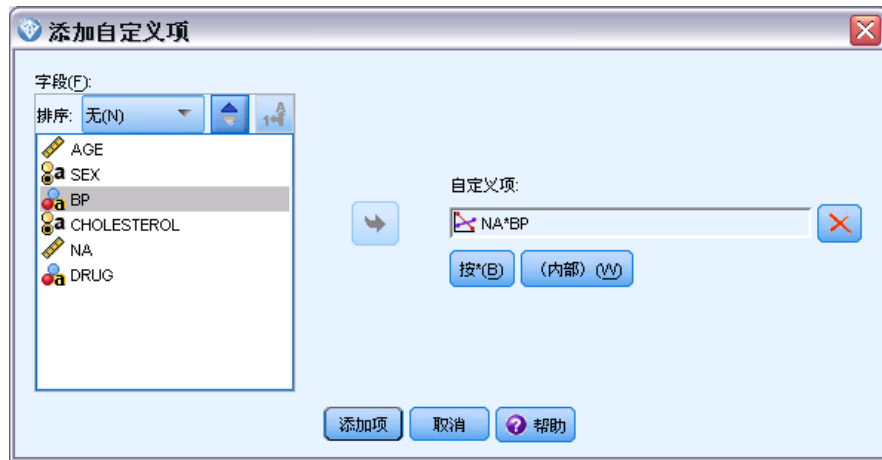 添加自定义项
字段(F):
排序: 无(N)
AGE
SEX
BP
CHOLESTEROL
NA
DRUG
自定义项:
NA*BP
按*(B) (内部) (W)
添加项 取消 帮助